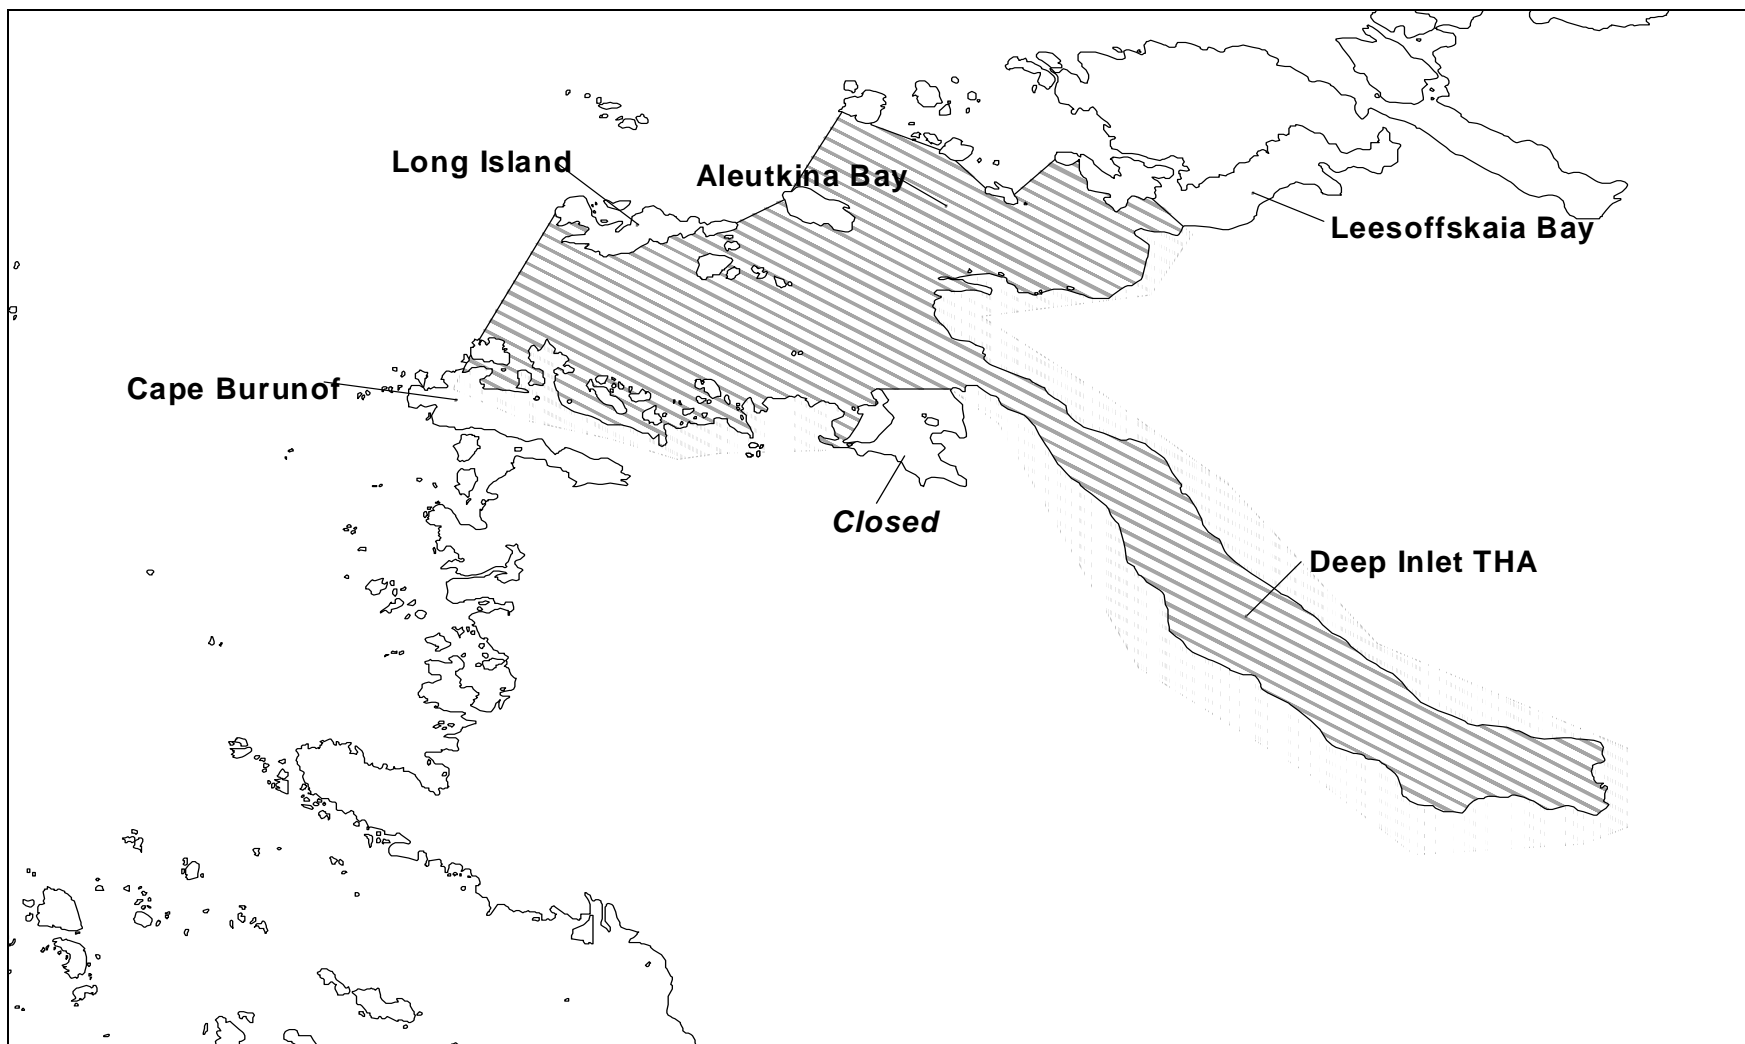 Long Island
Aleutkina Bay
Leesoffskaia Bay
Cape Burunof
Closed
Deep Inlet THA